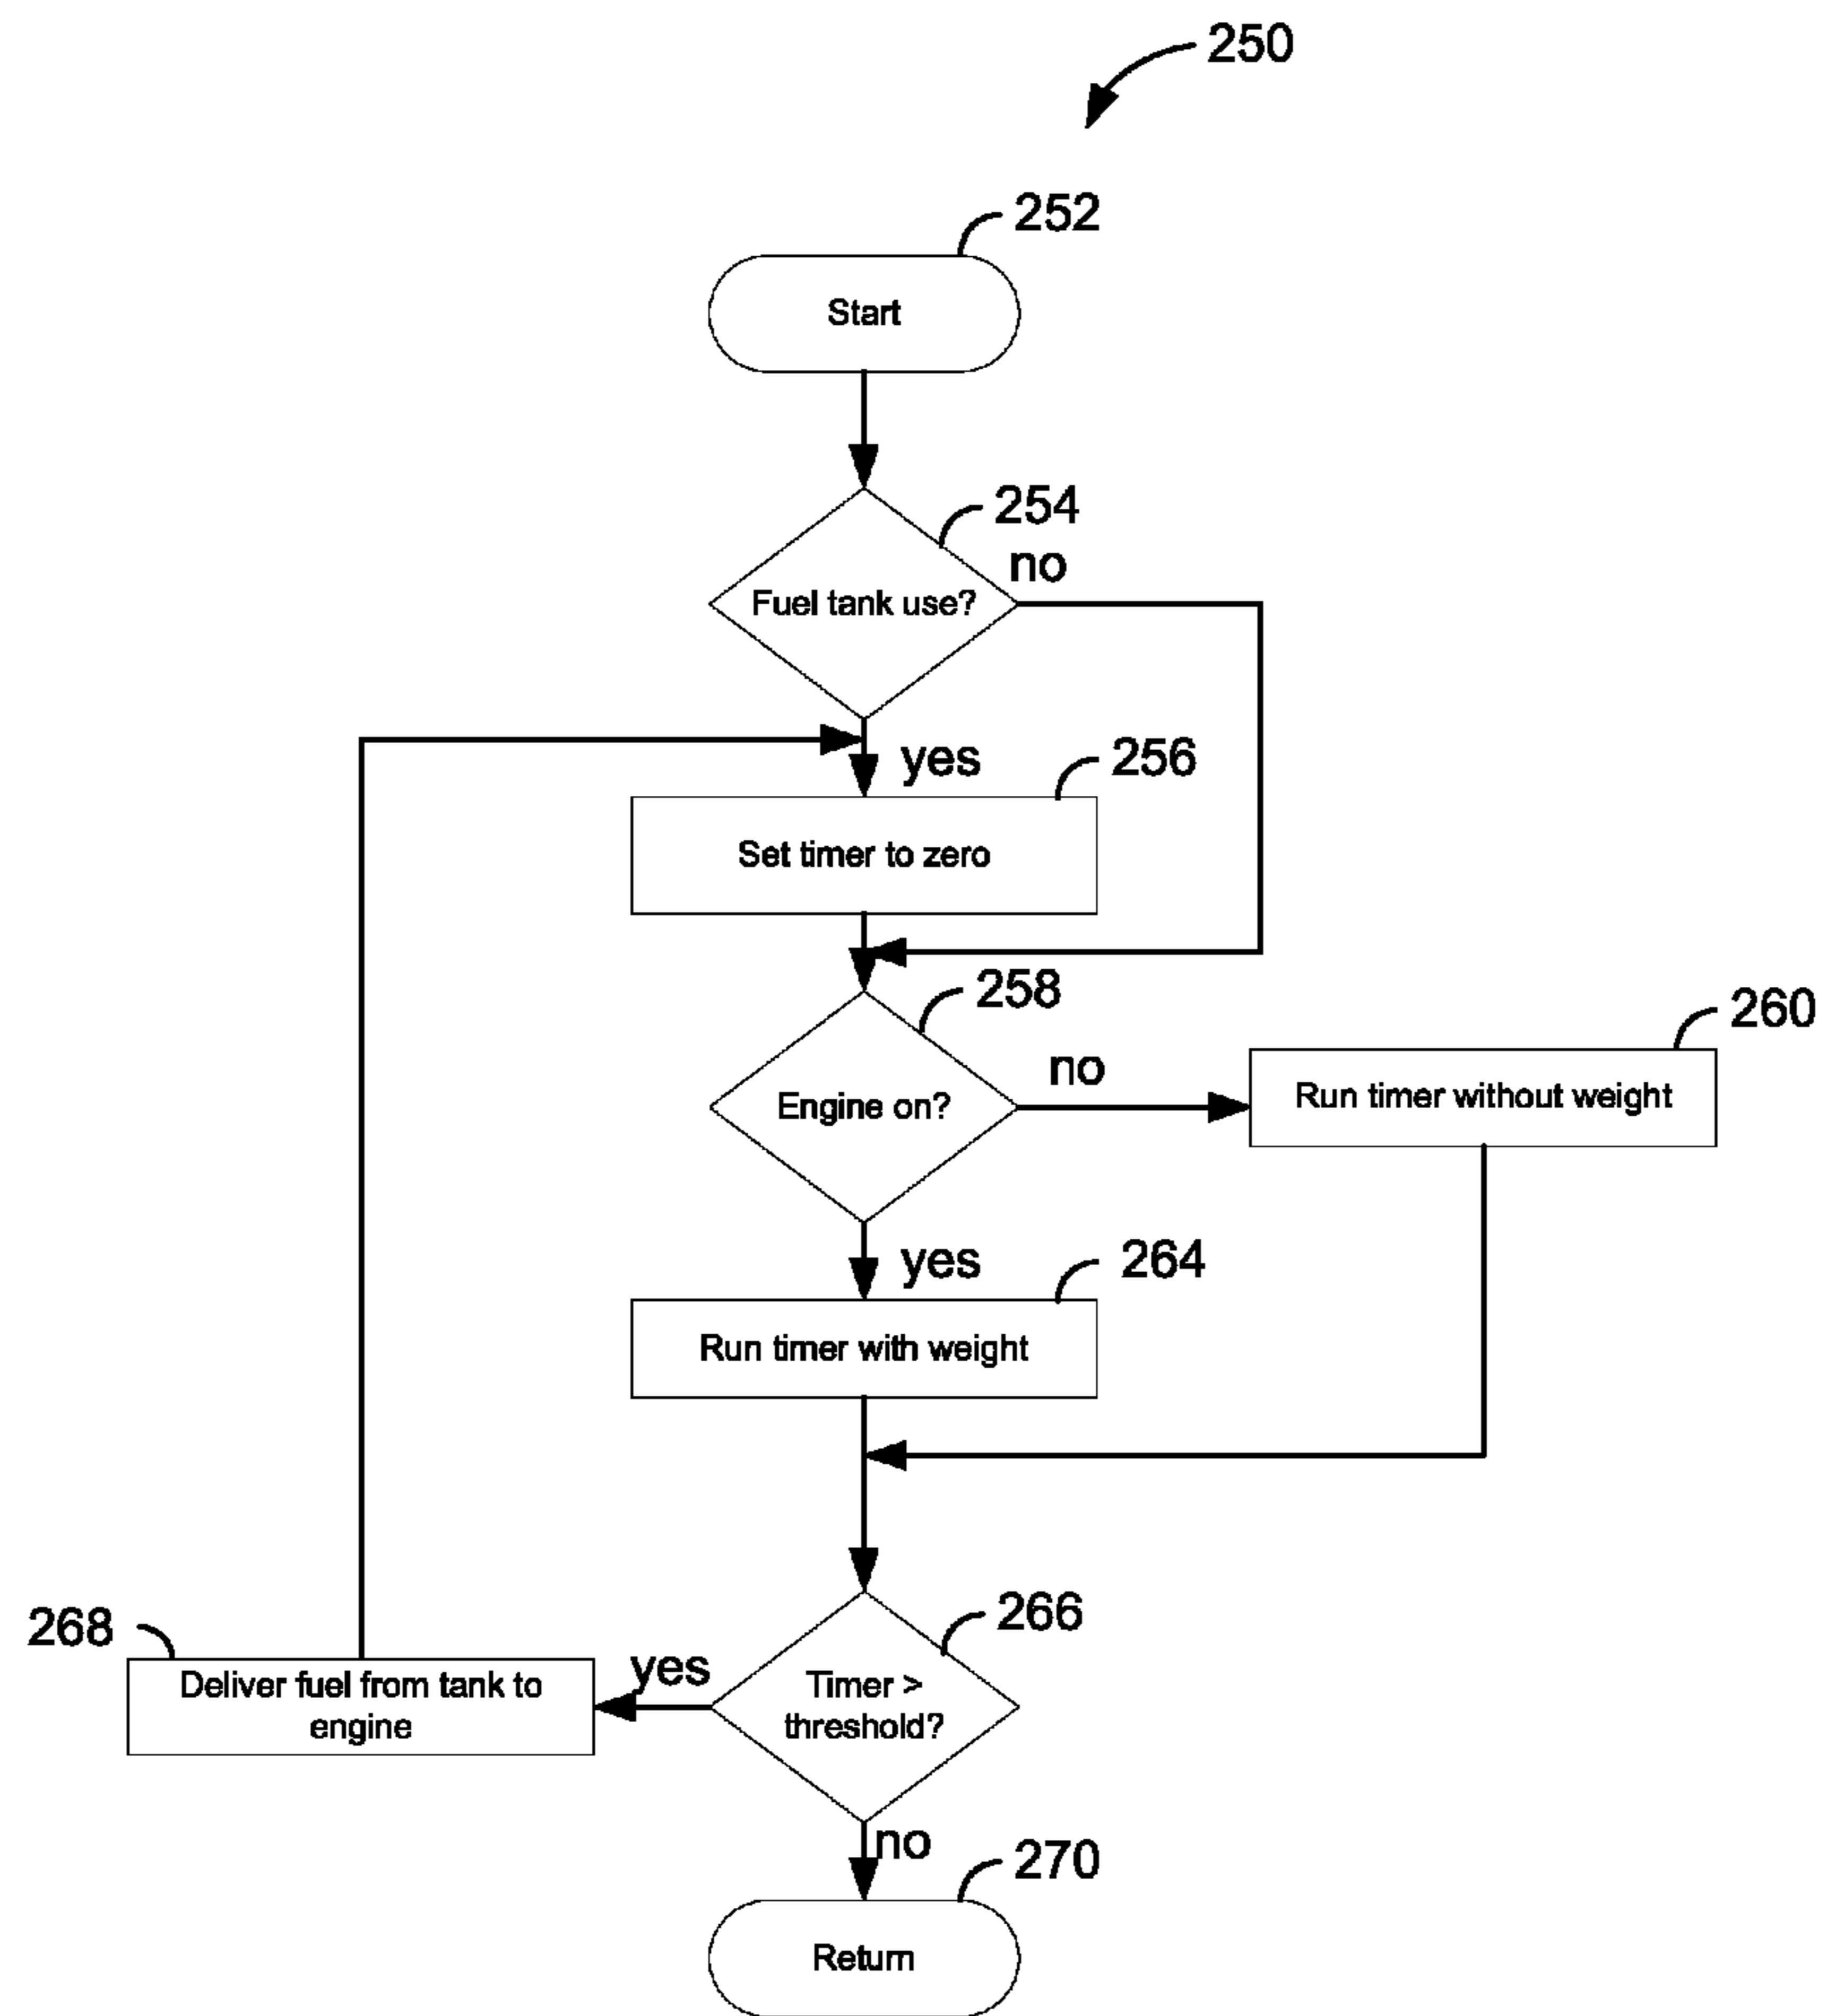 250
252
Start
254
no
Fuel tank use?
yes
256
Set timer to zero
258
260
no
Engine on?
Run timer without weight
yes
264
Run timer with weight
266
268
yes
Deliver fuel from tank to
engine
Timer >
threshold?
no
270
Return